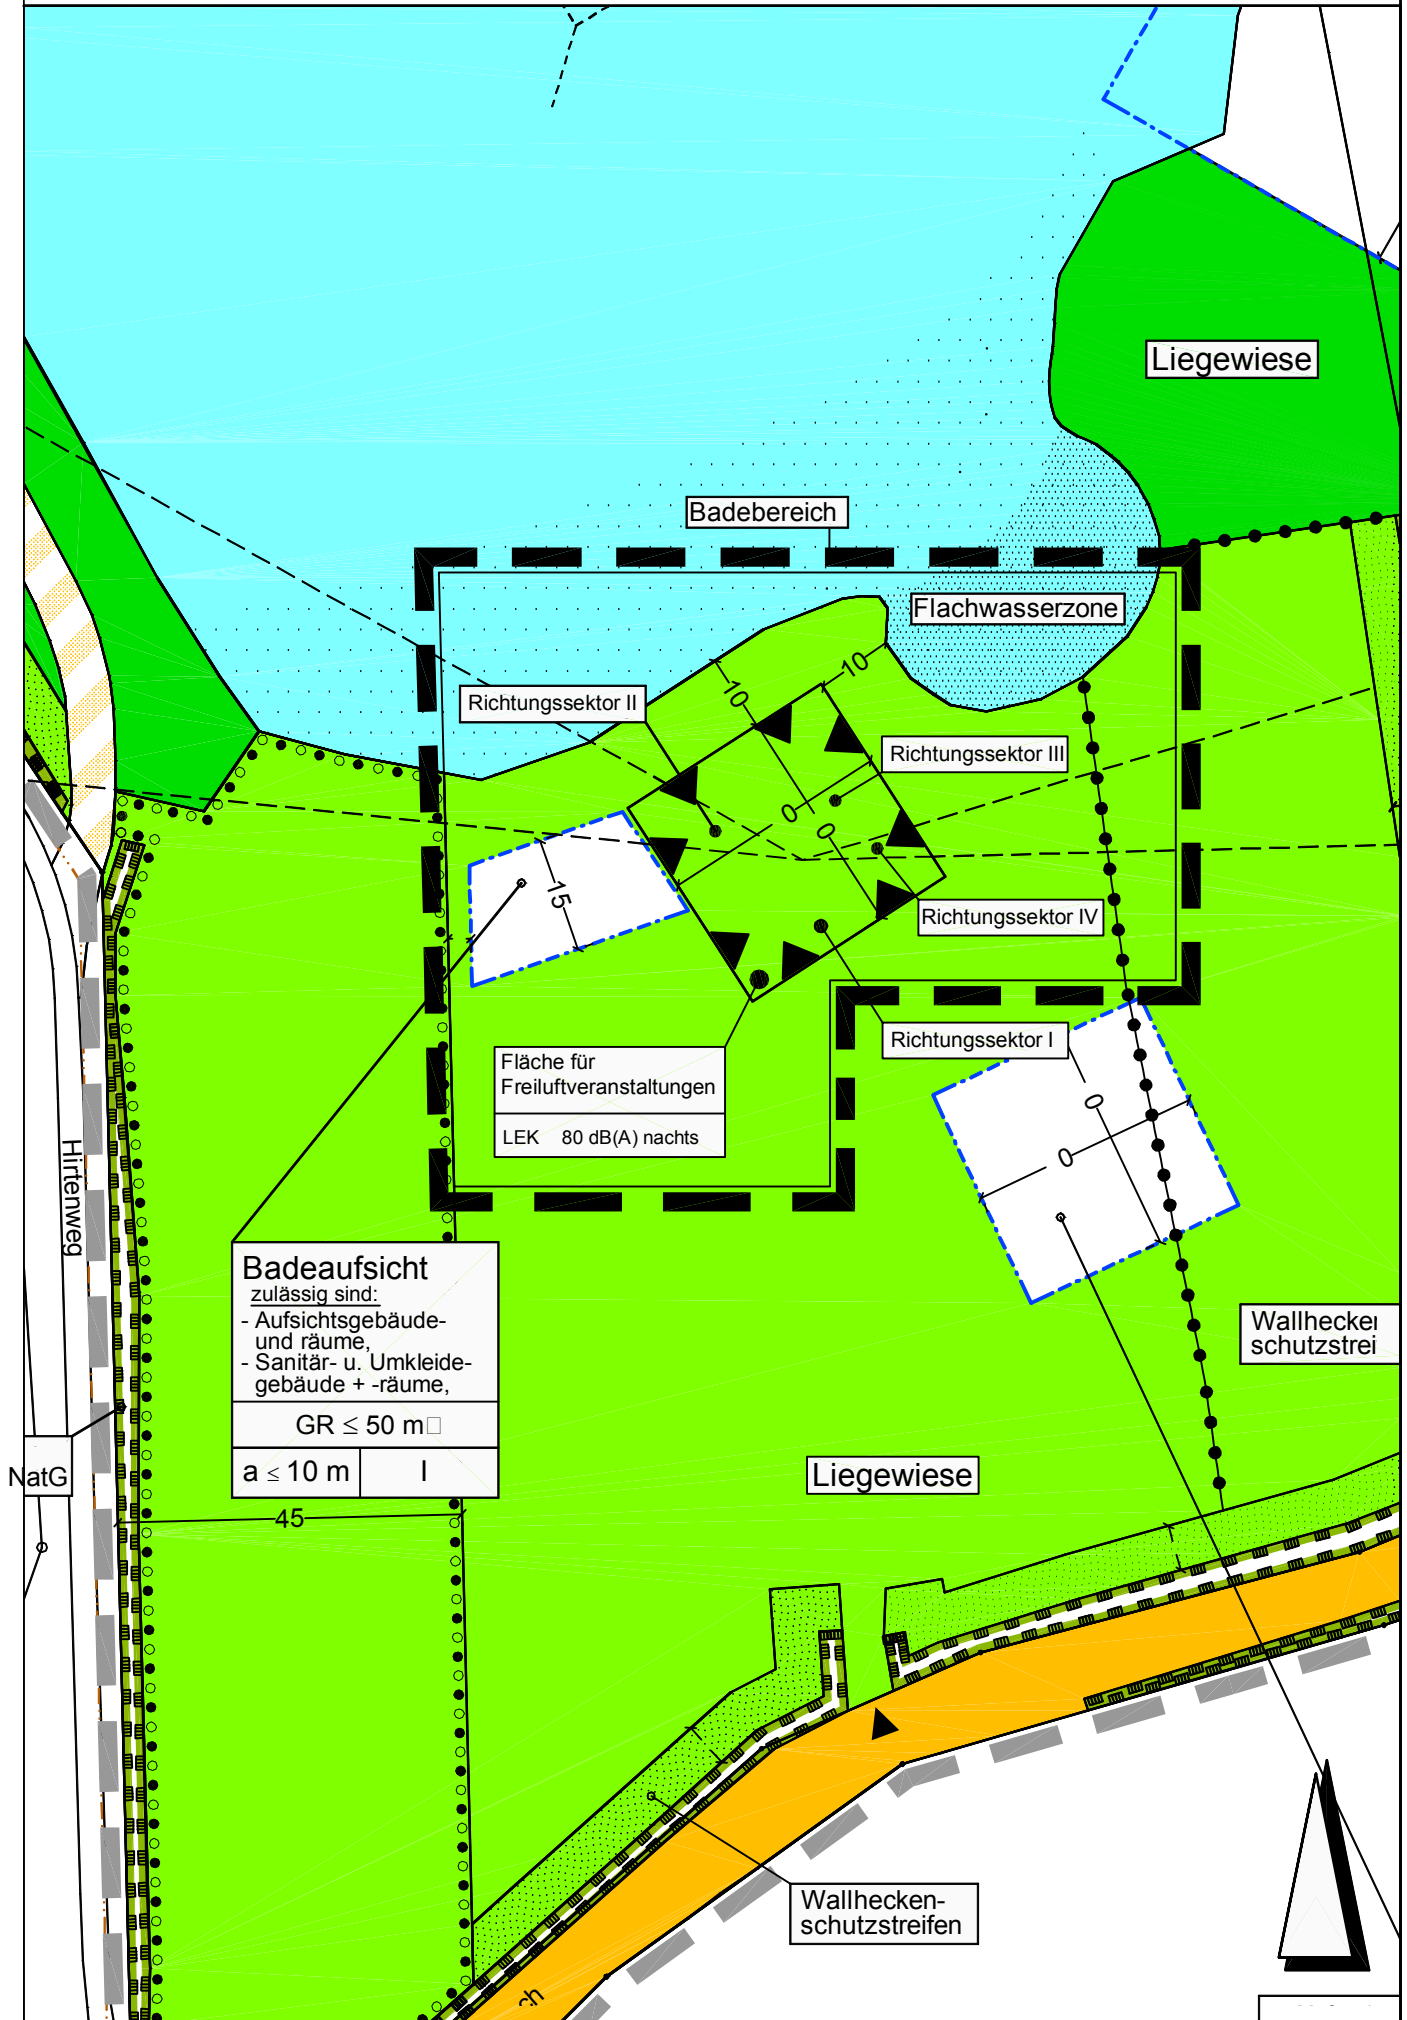 Liegewiese
Badebereich
Flachwasserzone
10
10
Richtungssektor II
Richtungssektor III
0
0
15
Richtungssektor IV
Richtungssektor I
Fläche für
Freiluftveranstaltungen
LEK 80 dB(A) nachts
0
0
Hirtenweg
Badeaufsicht
zulässig sind:
- Aufsichtsgebäude-
und räume,
- Sanitär- u. Umkleide-
gebäude + -räume,
GR ≤ 50 m□
a ≤ 10 m I
Wallhecken
schutzstrei
NatG
Liegewiese
45
Wallhecken-
schutzstreifen
ch